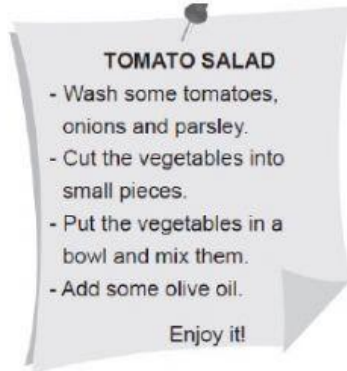 TOMATO SALAD
- Wash some tomatoes,
onions and parsley.
- Cut the vegetables into
small pieces.
- Put the vegetables in a
bowl and mix them.
- Add some olive oil.
Enjoy it!